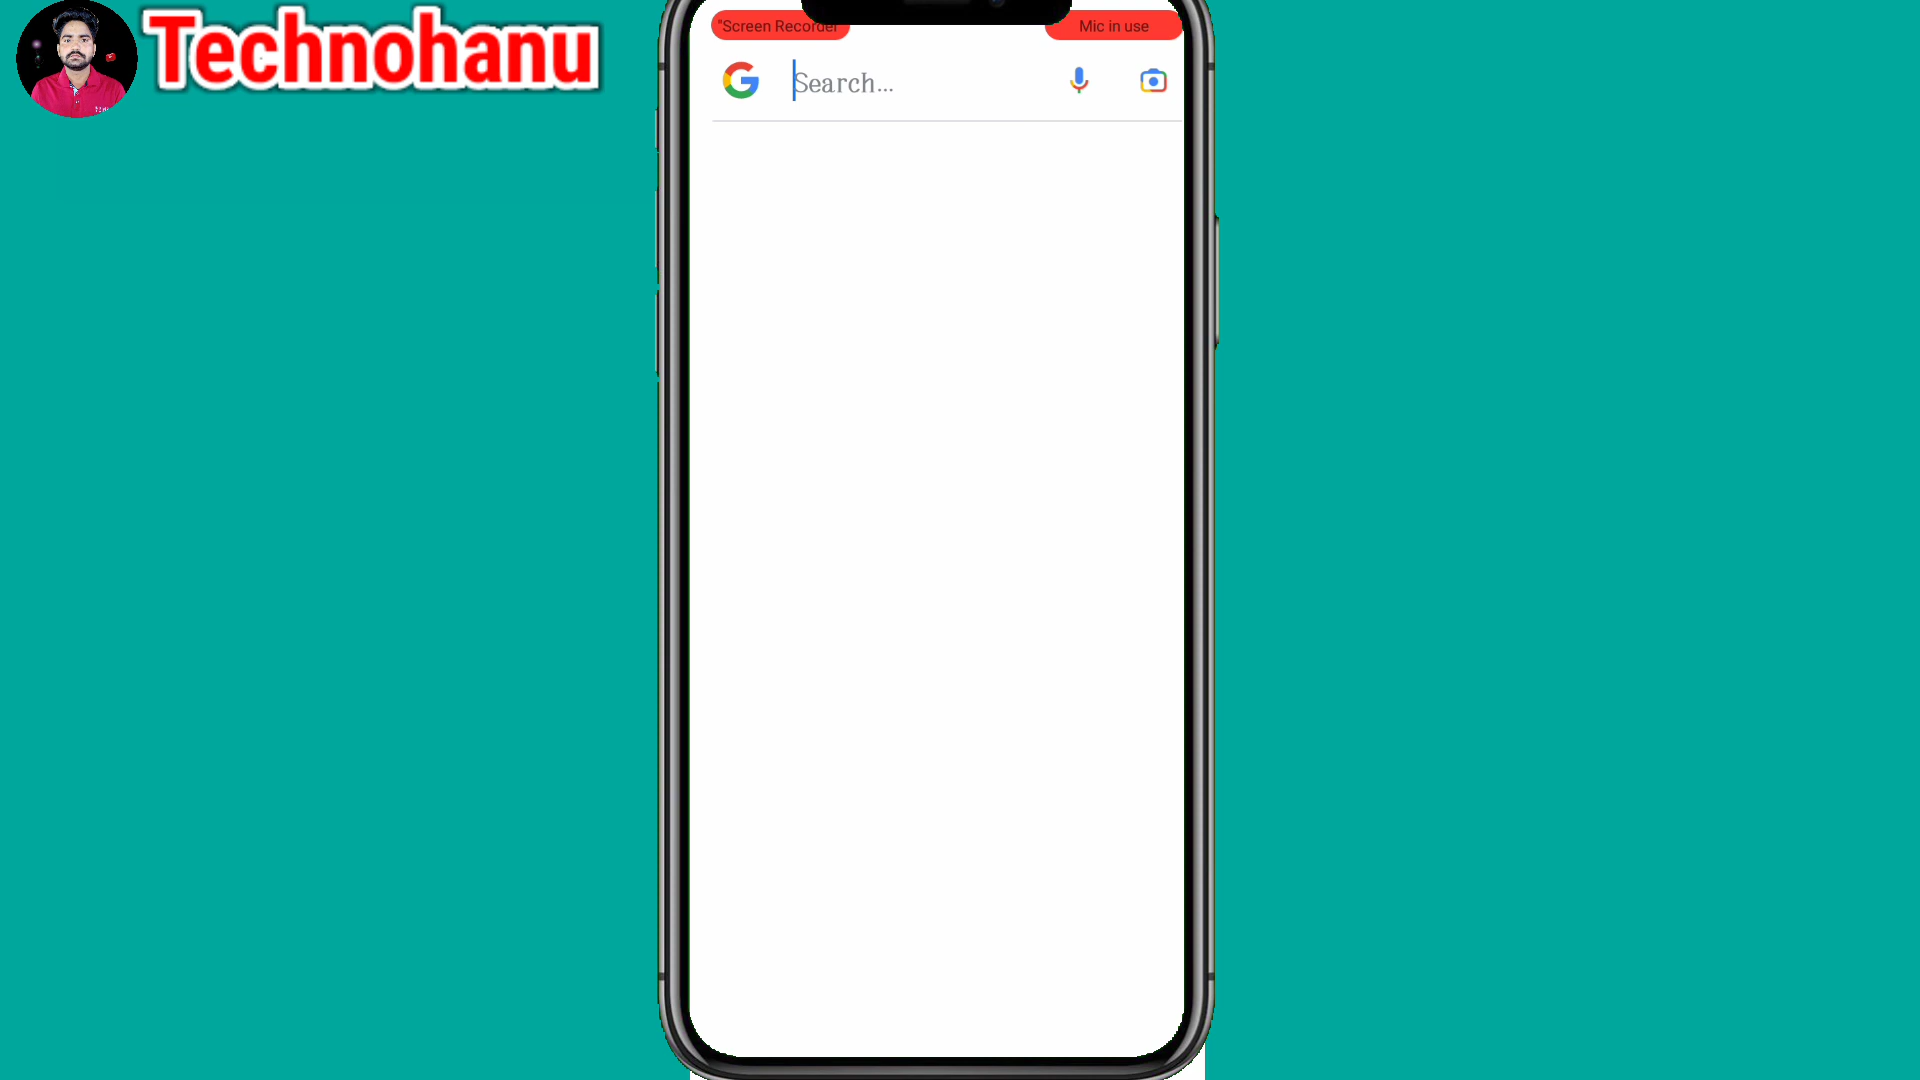 Technohanu
"Screen Recorder
Mic in use
Search...